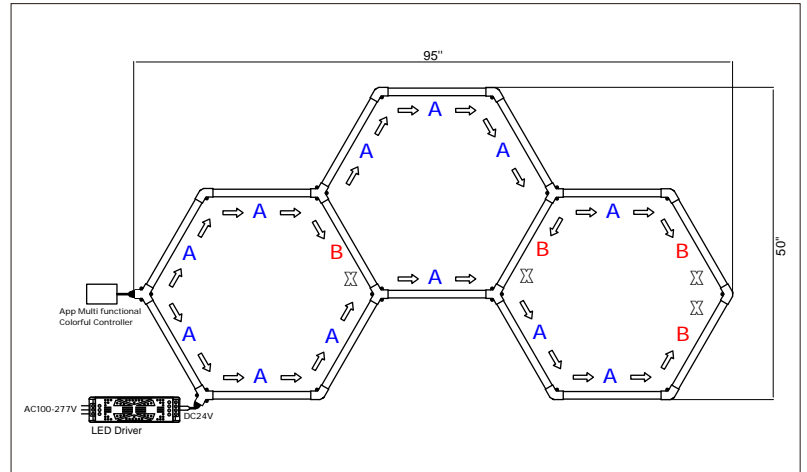 95"
A
A
A
A
A
B
B
A
B
50"
A
B
X
A
X
X
X
App Multi functional
Colorful Controller
A
A
A
B
A
A
AC100-277V
DC24V
LED Driver